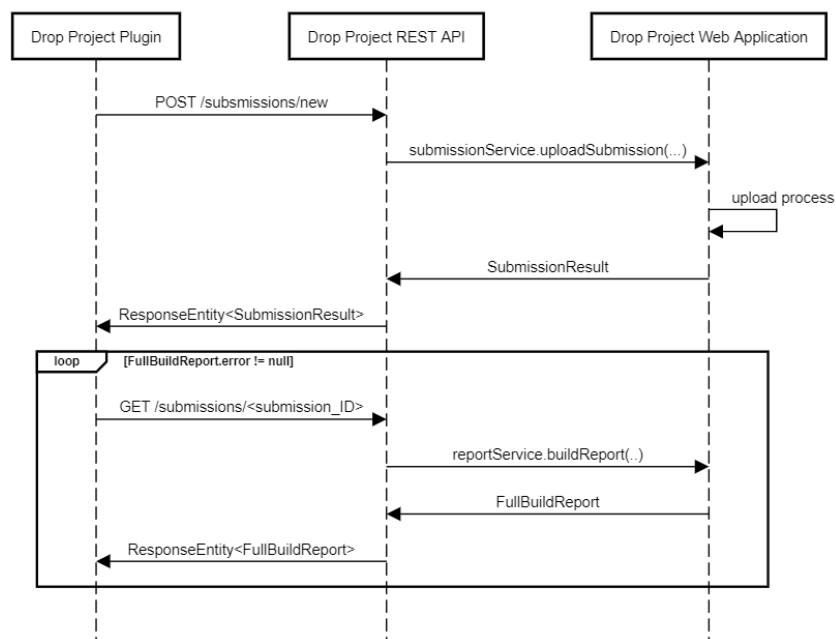 Drop Project Plugin
Drop Project REST API
Drop Project Web Application
POST /subsmissions/new
submissionService.uploadSubmission(...)
upload process
SubmissionResult
ResponseEntity<SubmissionResult>
loop
[FullBuildReport.error != null]
GET /submissions/<submission_ID>
reportService.buildReport(..)
FullBuildReport
ResponseEntity<FullBuildReport>